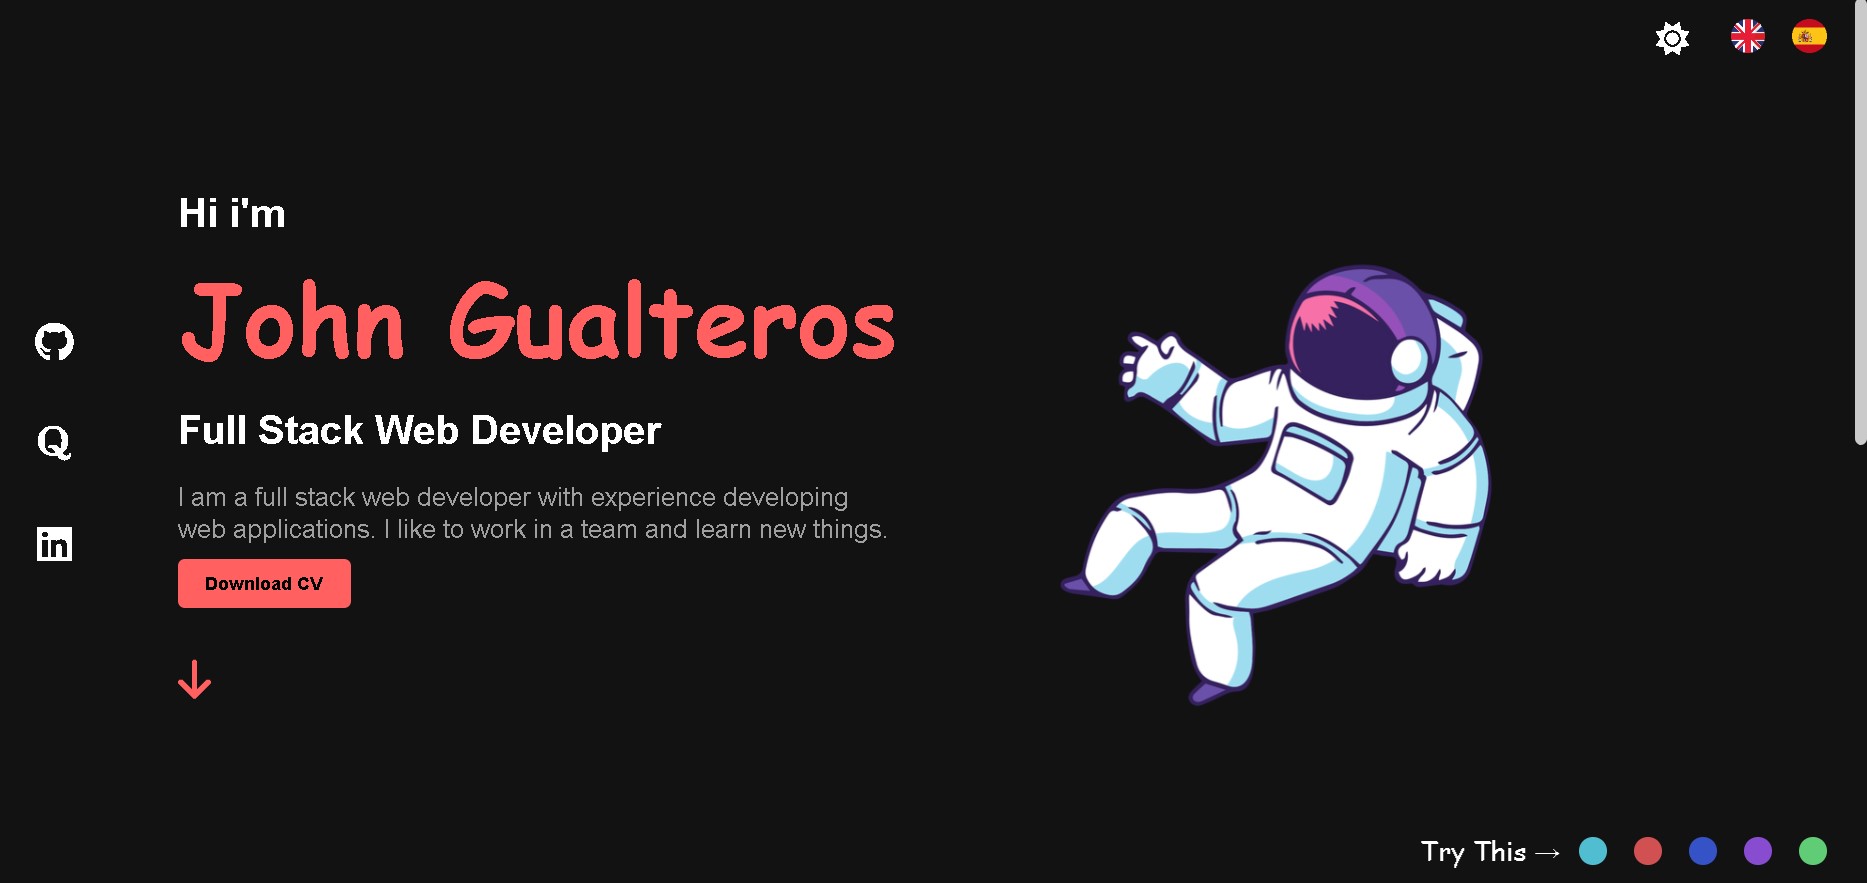 Hi i'm
John Gualteros
Full Stack Web Developer
I am a full stack web developer with experience developing
web applications. I like to work in a team and learn new things.
Download CV
Try This →